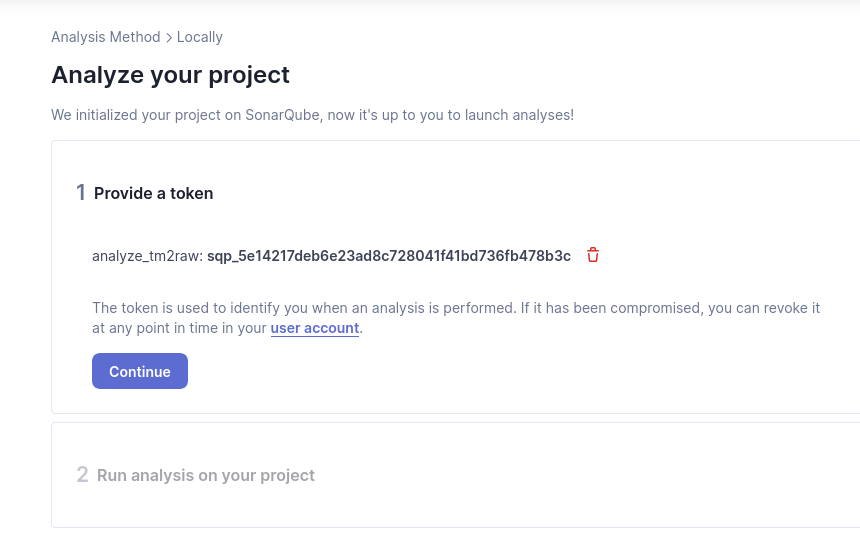 Analysis Method > Locally
Analyze your project
We initialized your project on SonarQube, now it's up to you to launch analyses!
1 Provide a token
analyze_tm2raw: sqp_5e14217deb6e23ad8c728041f41bd736fb478b3c
The token is used to identify you when an analysis is performed. If it has been compromised, you can revoke it
at any point in time in your user account.
Continue
2 Run analysis on your project